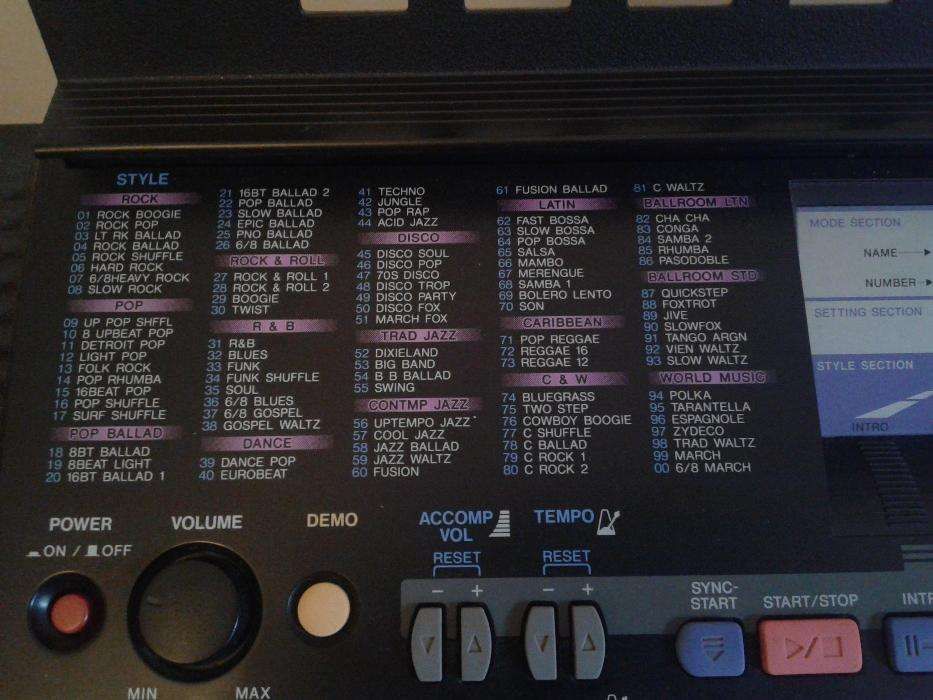 STYLE
ROCK
01 ROCK BOOGIE
02 ROCK POP
03 LT RK BALLAD
04 ROCK BALLAD
05 ROCK SHUFFLE
06 HARD ROCK
07 6/8HEAVY ROCK
08 SLOW ROCK
POP
09 UP POP SHFFL
10 8 UPBEAT POP
11 DETROIT POP
12 LIGHT POP
13 FOLK ROCK
14 POP RHUMBA
15 16BEAT POP
16 POP SHUFFLE
17 SURF SHUFFLE
POP BALLAD
18 8BT BALLAD
19 8BEAT LIGHT
20 16BT BALLAD 1
21 16BT BALLAD 2
22 POP BALLAD
23 SLOW BALLAD
24 EPIC BALLAD
25 PNO BALLAD
26 6/8 BALLAD
ROCK & ROLL
27 ROCK & ROLL 1
28 ROCK & ROLL 2
29 BOOGIE
30 TWIST
R & B
31 R&B
32 BLUES
33 FUNK
34 FUNK SHUFFLE
35 SOUL
36 6/8 BLUES
37 6/8 GOSPEL
38 GOSPEL WALTZ
DANCE
39 DANCE POP
40 EUROBEAT
41 TECHNO
42 JUNGLE
43 POP RAP
44 ACID JAZZ
DISCO
45 DISCO SOUL
46 DISCO POP
47 70S DISCO
48 DISCO TROP
49 DISCO PARTY
50 DISCO FOX
51 MARCH FOX
TRAD JAZZ
52 DIXIELAND
53 BIG BAND
54 B B BALLAD
55 SWING
CONTMP JAZZ
56 UPTEMPO JAZZ
57 COOL JAZZ
58 JAZZ BALLAD
59 JAZZ WALTZ
60 FUSION
61 FUSION BALLAD
LATIN
62 FAST BOSSA
63 SLOW BOSSA
64 POP BOSSA
65 SALSA
66 MAMBO
67 MERENGUE
68 SAMBA 1
69 BOLERO LENTO
70 SON
CARIBBEAN
71 POP REGGAE
72 REGGAE 16
73 REGGAE 12
C & W
74 BLUEGRASS
75 TWO STEP
76 COWBOY BOOGIE
77 C SHUFFLE
78 C BALLAD
79 C ROCK 1
80 C ROCK 2
81 C WALTZ
BALLROOM LTN
82 CHA CHA
83 CONGA
84 SAMBA 2
85 RHUMBA
86 PASODOBLE
BALLROOM STD
87 QUICKSTEP
88 FOXTROT
89 JIVE
90 SLOWFOX
91 TANGO ARGN
92 VIEN WALTZ
93 SLOW WALTZ
WORLD MUSIC
94 POLKA
95 TARANTELLA
96 ESPAGNOLE
97 ZYDECO
98 TRAD WALTZ
99 MARCH
00 6/8 MARCH
MODE SECTION
NAME
NUMBER
SETTING SECTION
STYLE SECTION
INTRO
POWER
ON / OFF
VOLUME
MIN MAX
DEMO
ACCOMP
VOL
RESET
- +
TEMPO
RESET
- +
SYNC-
START
START/STOP